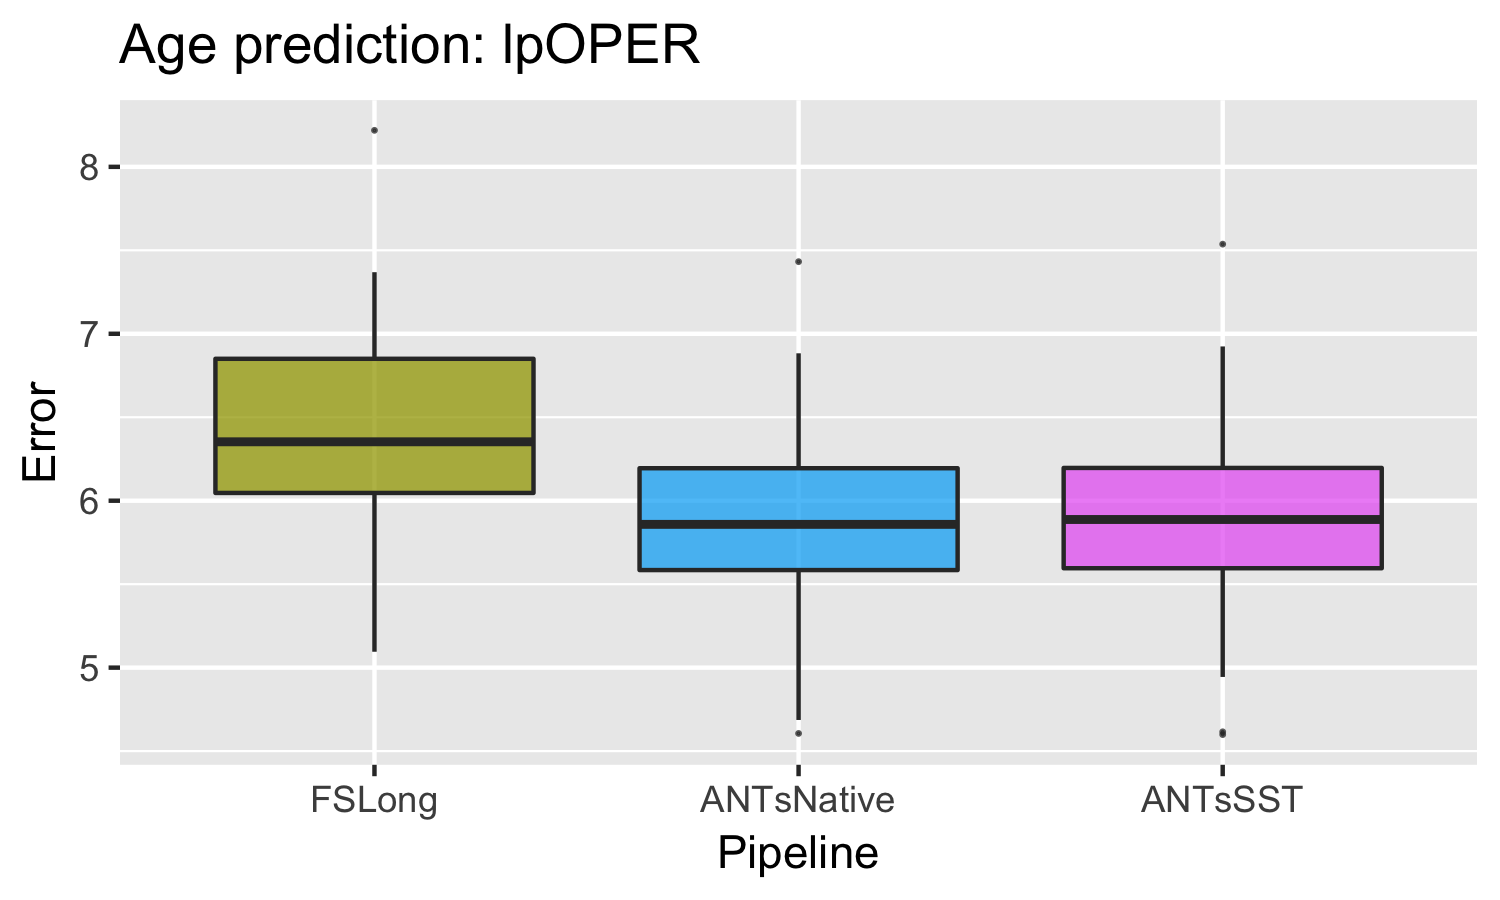 Age prediction: lpOPER
8
7
6
5
Error
FSLong ANTsNative ANTsSST
Pipeline